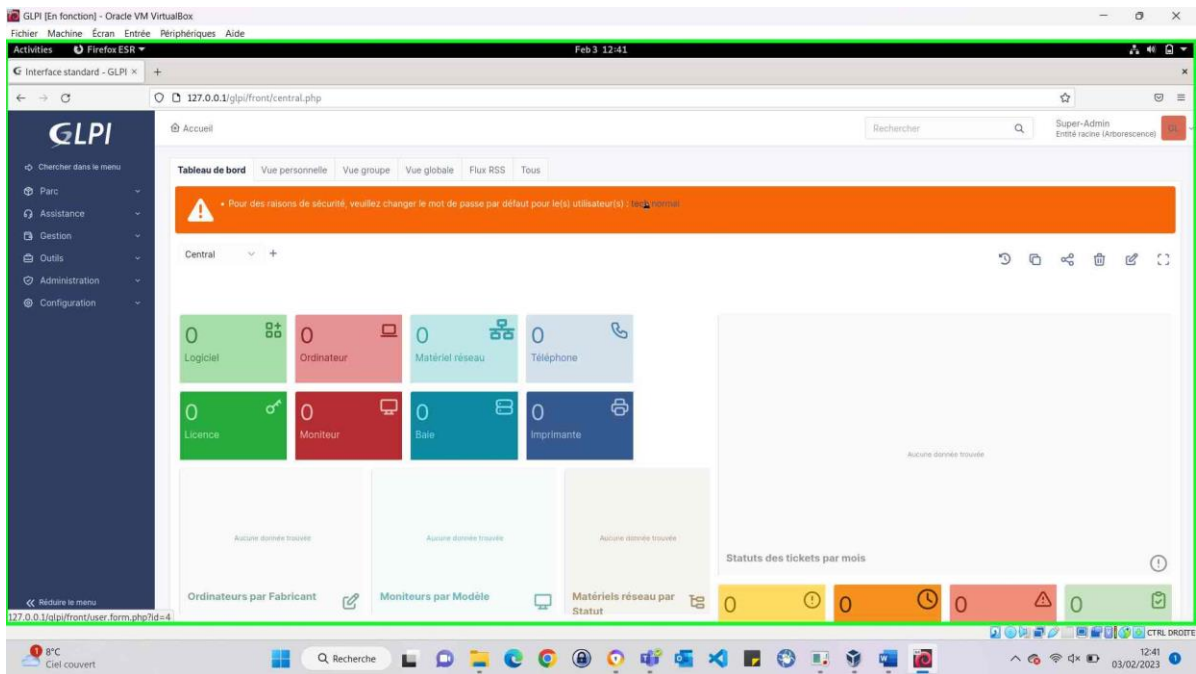 GLPI [En fonction] - Oracle VM VirtualBox
Fichier Machine Écran Entrée Périphériques Aide
Activities Firefox ESR Feb 3 12:41
Interface standard - GLPI × +
127.0.0.1/glpi/front/central.php
GLPI
Accueil
Rechercher
Super-Admin
Entité racine (Arborescence)
GL
Chercher dans le menu
Parc
Assistance
Gestion
Outils
Administration
Configuration
Réduire le menu
Tableau de bord Vue personnelle Vue groupe Vue globale Flux RSS Tous
• Pour des raisons de sécurité, veuillez changer le mot de passe par défaut pour le(s) utilisateur(s) : tech normal
Central +
0 0 0 0
Logiciel Ordinateur Matériel réseau Téléphone
0 0 0 0
Licence Moniteur Baie Imprimante
Aucune donnée trouvée
Aucune donnée trouvée Aucune donnée trouvée Aucune donnée trouvée
Statuts des tickets par mois
Ordinateurs par Fabricant Moniteurs par Modèle Matériels réseau par
Statut
0 0 0 0
127.0.0.1/glpi/front/user.form.php?id=4
CTRL DROITE
1
8°C
Ciel couvert
Recherche
12:41
03/02/2023
1